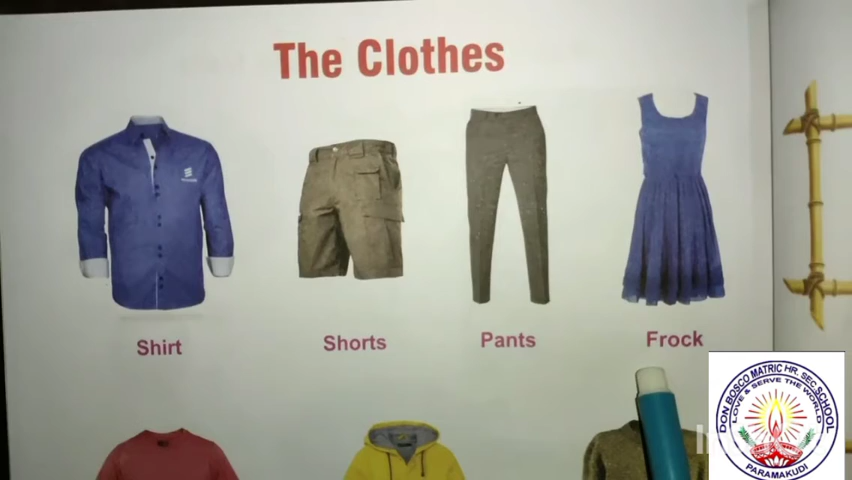 The Clothes
Shirt
Shorts
Pants
Frock
DON BOSCO MATRIC HR. SEC. SCHOOL
LOVE & SERVE THE WORLD
PARAMAKUDI